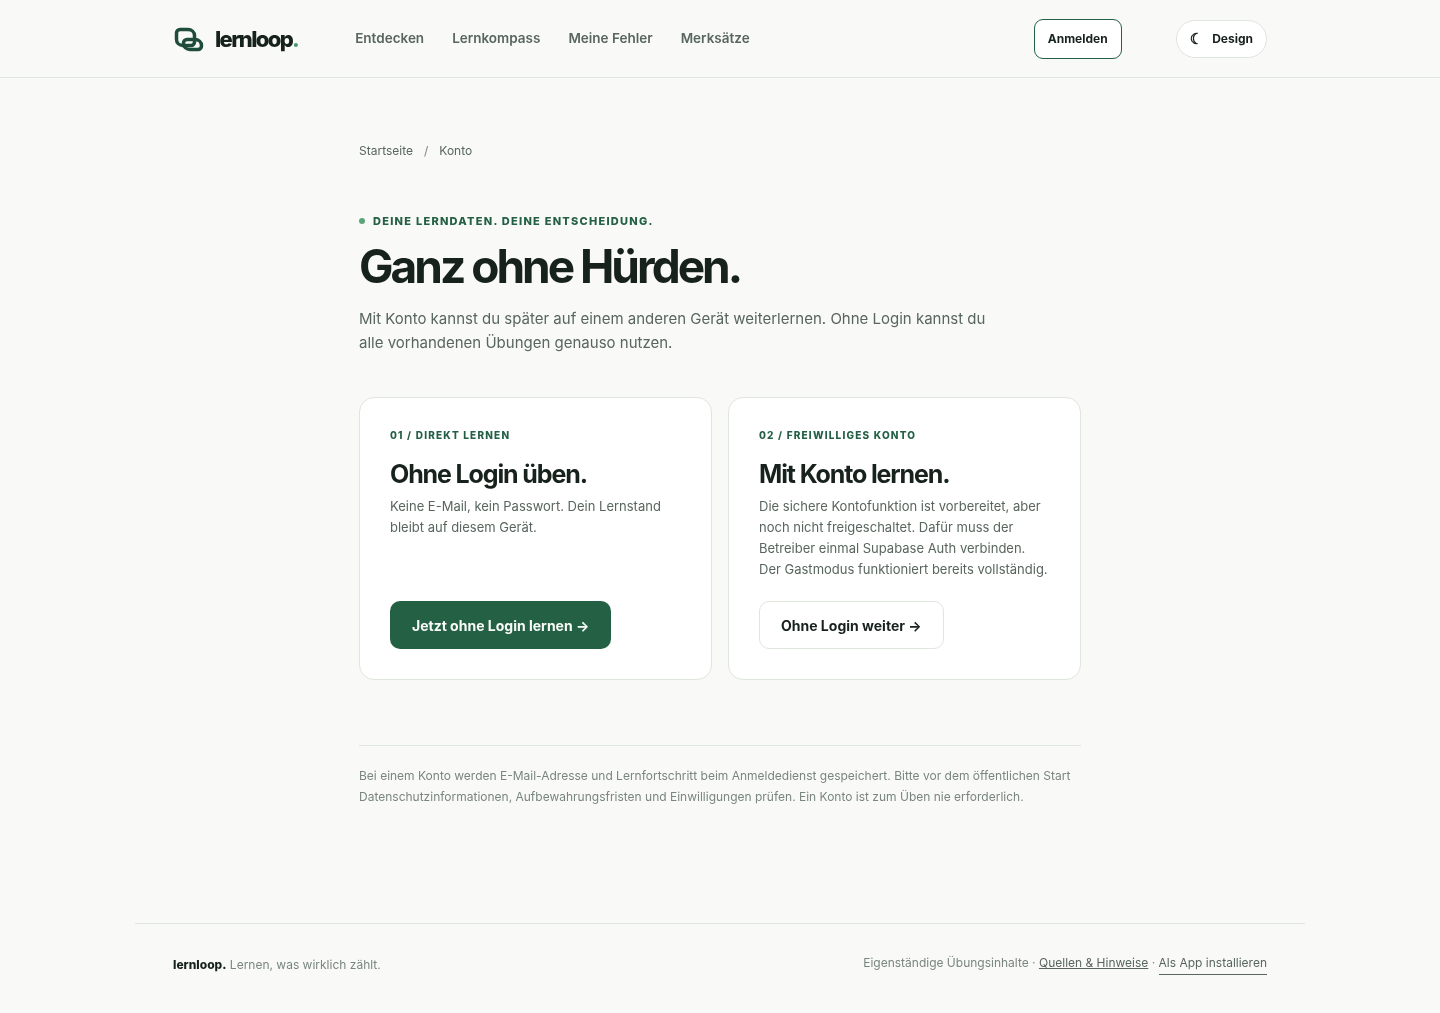 lernloop.
Entdecken
Lernkompass
Meine Fehler
Merksätze
Anmelden
☾ Design
Startseite / Konto
DEINE LERNDATEN. DEINE ENTSCHEIDUNG.
Ganz ohne Hürden.
Mit Konto kannst du später auf einem anderen Gerät weiterlernen. Ohne Login kannst du
alle vorhandenen Übungen genauso nutzen.
01 / DIREKT LERNEN
Ohne Login üben.
Keine E-Mail, kein Passwort. Dein Lernstand
bleibt auf diesem Gerät.
Jetzt ohne Login lernen →
02 / FREIWILLIGES KONTO
Mit Konto lernen.
Die sichere Kontofunktion ist vorbereitet, aber
noch nicht freigeschaltet. Dafür muss der
Betreiber einmal Supabase Auth verbinden.
Der Gastmodus funktioniert bereits vollständig.
Ohne Login weiter →
Bei einem Konto werden E-Mail-Adresse und Lernfortschritt beim Anmeldedienst gespeichert. Bitte vor dem öffentlichen Start
Datenschutzinformationen, Aufbewahrungsfristen und Einwilligungen prüfen. Ein Konto ist zum Üben nie erforderlich.
lernloop. Lernen, was wirklich zählt.
Eigenständige Übungsinhalte · Quellen & Hinweise · Als App installieren